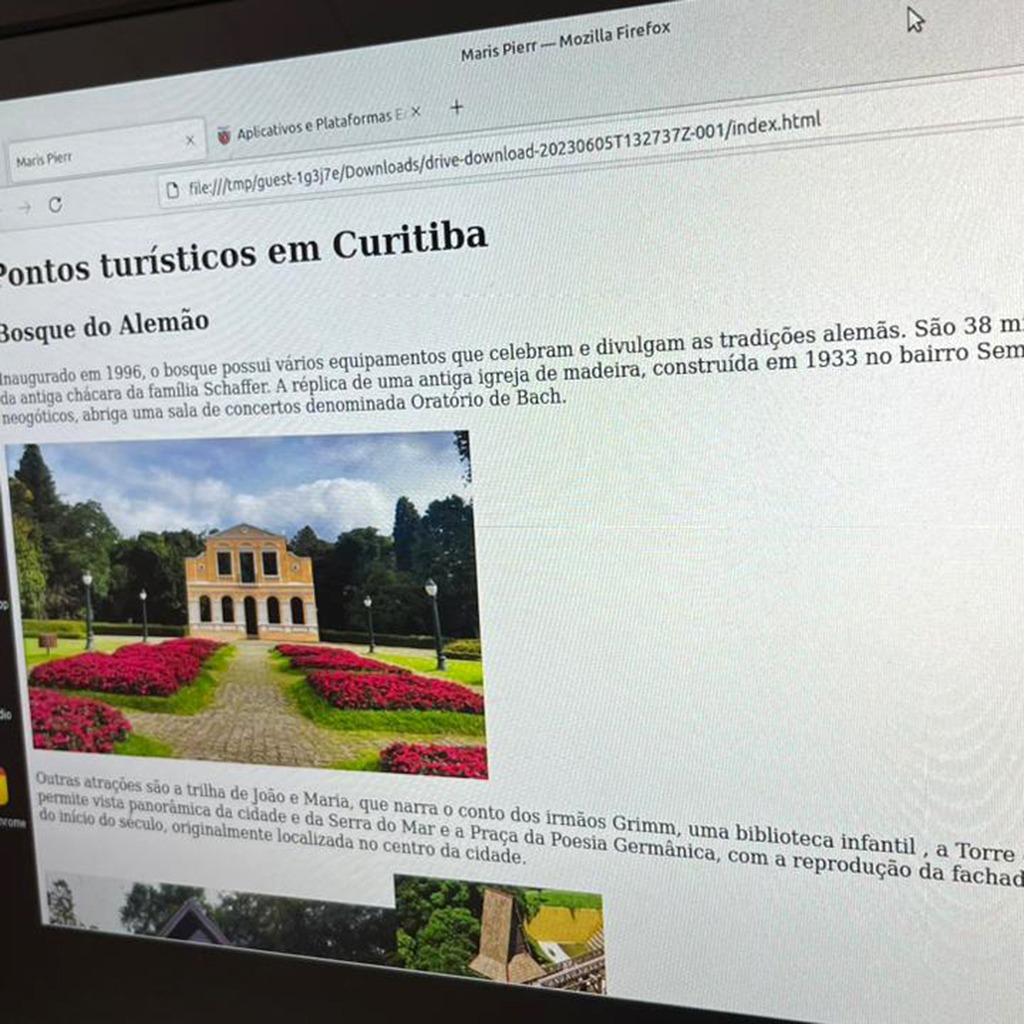 Maris Pierr — Mozilla Firefox
Maris Pierr
Aplicativos e Plataformas E
file:///tmp/guest-1g3j7e/Downloads/drive-download-20230605T132737Z-001/index.html
Pontos turísticos em Curitiba
Bosque do Alemão
Inaugurado em 1996, o bosque possui vários equipamentos que celebram e divulgam as tradições alemãs. São 38 m
da antiga chácara da família Schaffer. A réplica de uma antiga igreja de madeira, construída em 1933 no bairro Sem
neogóticos, abriga uma sala de concertos denominada Oratório de Bach.
Outras atrações são a trilha de João e Maria, que narra o conto dos irmãos Grimm, uma biblioteca infantil , a Torre
permite vista panorâmica da cidade e da Serra do Mar e a Praça da Poesia Germânica, com a reprodução da fachad
do início do século, originalmente localizada no centro da cidade.